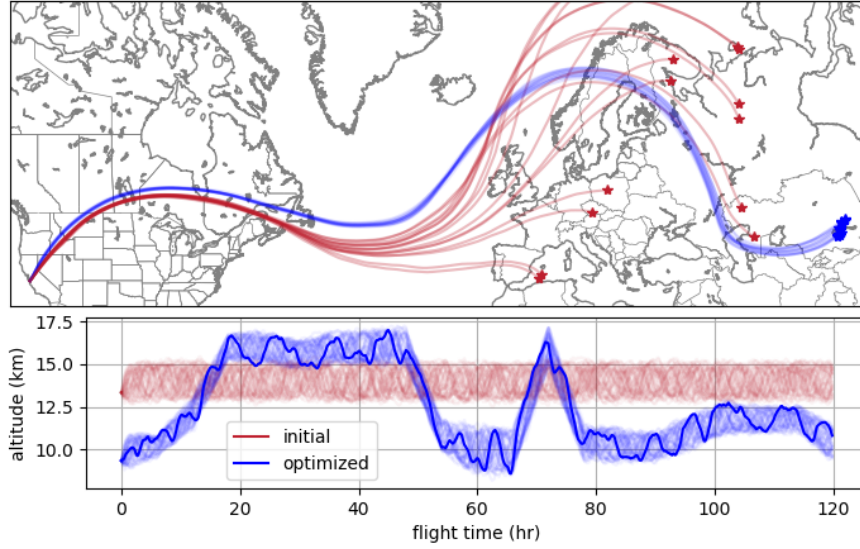 17.5
15.0
12.5
10.0
altitude (km)
initial
optimized
0 20 40 60 80 100 120
flight time (hr)